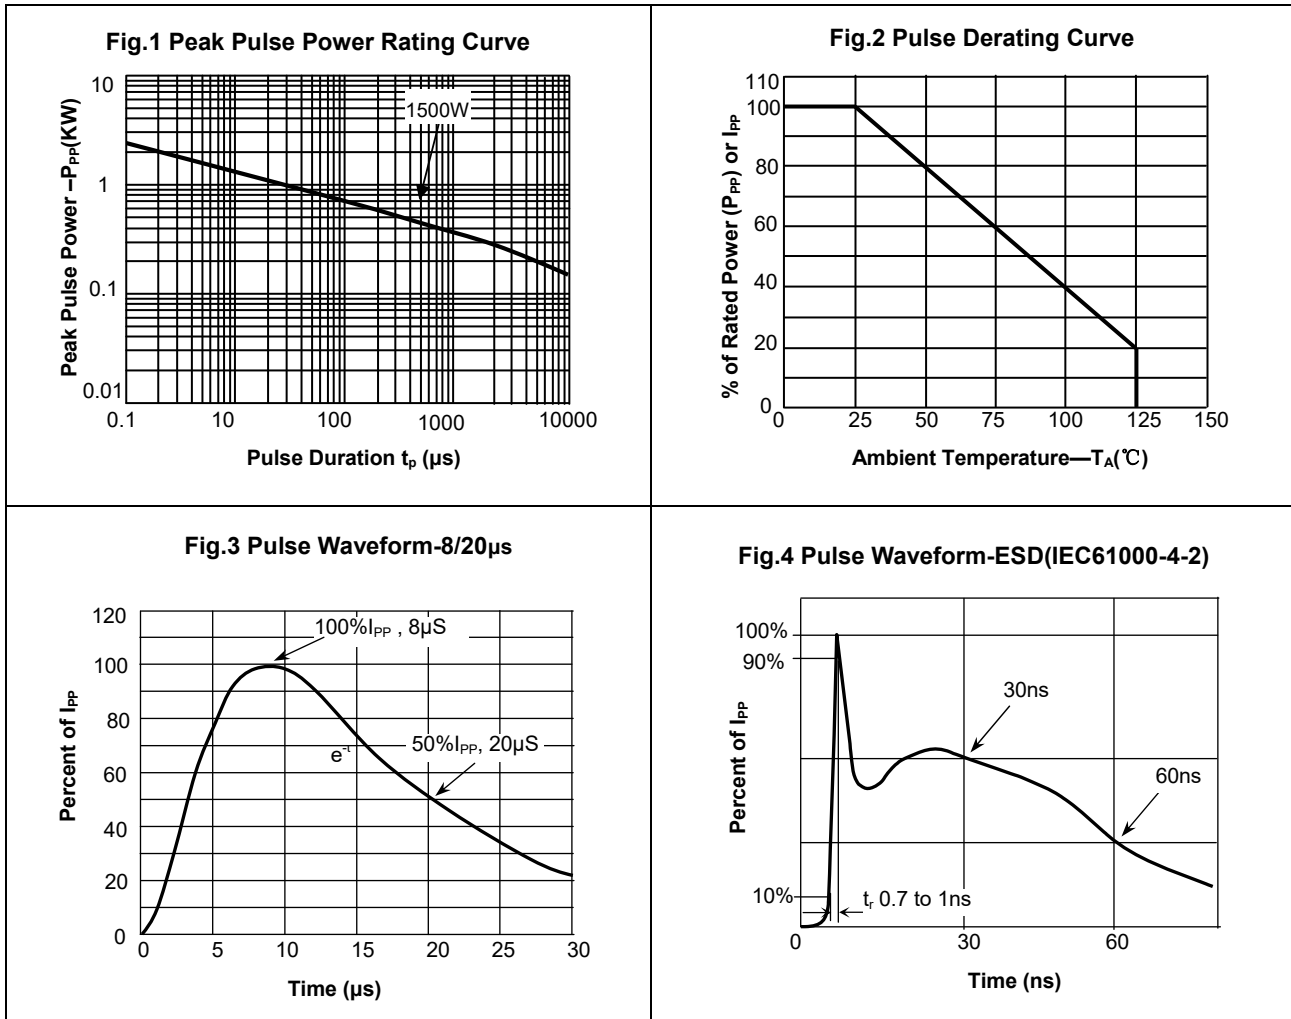 Fig.1 Peak Pulse Power Rating Curve
Peak Pulse Power –PPP(KW)
10
1
0.1
0.01
1500W
0.1 10 100 1000 10000
Pulse Duration tp (µs)
Fig.2 Pulse Derating Curve
% of Rated Power (PPP) or IPP
110
100
80
60
40
20
0
0 25 50 75 100 125 150
Ambient Temperature—TA(℃)
Fig.3 Pulse Waveform-8/20µs
Percent of IPP
120
100
80
60
40
20
0
100%IPP , 8µS
e-t
50%IPP, 20µS
0 5 10 15 20 25 30
Time (µs)
Fig.4 Pulse Waveform-ESD(IEC61000-4-2)
Percent of IPP
100%
90%
10%
30ns
60ns
tr 0.7 to 1ns
0 30 60
Time (ns)